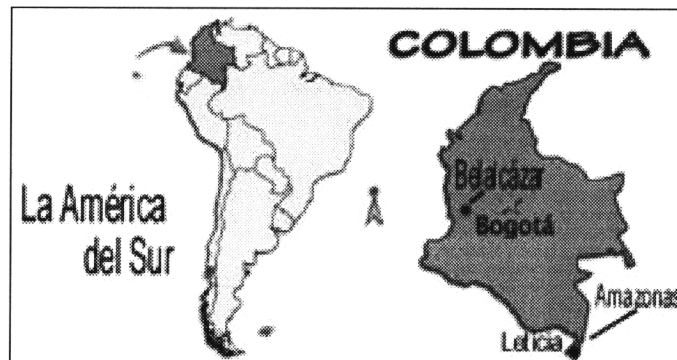 COLOMBIA
La América
del Sur
Belalcázar
Bogotá
Amazonas
Leticia